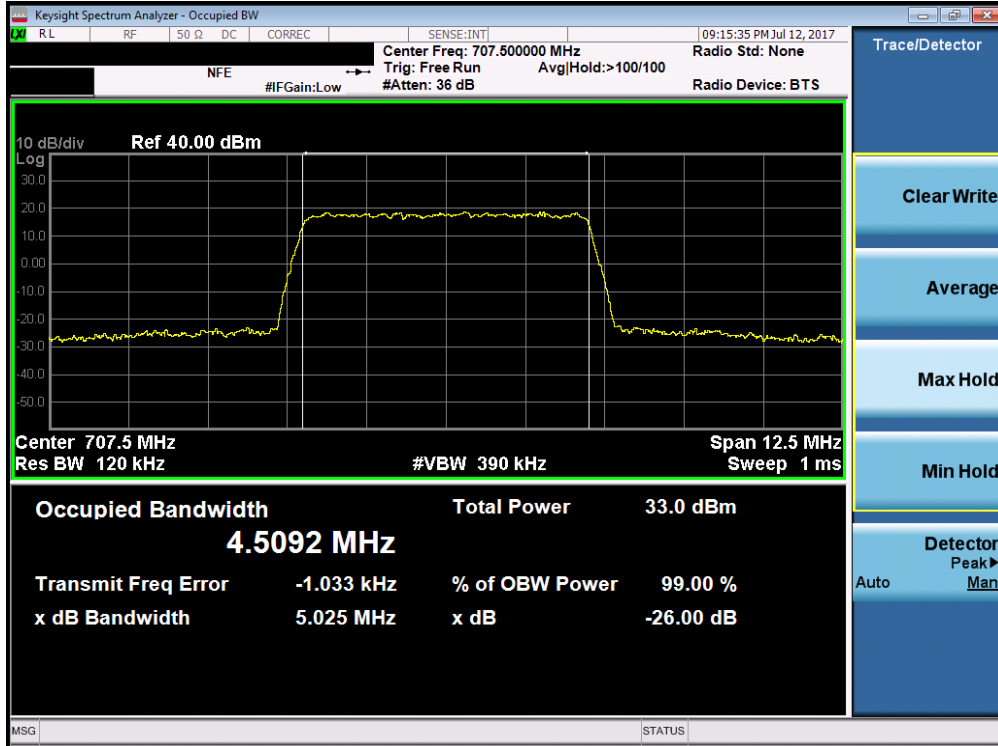 Keysight Spectrum Analyzer - Occupied BW
LXI RL RF 50 Ω DC CORREC SENSE:INT 09:15:35 PM Jul 12, 2017
Center Freq: 707.500000 MHz Radio Std: None
NFE Trig: Free Run Avg|Hold:>100/100
#IFGain:Low #Atten: 36 dB Radio Device: BTS
10 dB/div Ref 40.00 dBm
Log
30.0
20.0
10.0
0.00
-10.0
-20.0
-30.0
-40.0
-50.0
Center 707.5 MHz Span 12.5 MHz
Res BW 120 kHz #VBW 390 kHz Sweep 1 ms
Occupied Bandwidth Total Power 33.0 dBm
4.5092 MHz
Transmit Freq Error -1.033 kHz % of OBW Power 99.00 %
x dB Bandwidth 5.025 MHz x dB -26.00 dB
MSG STATUS
Trace/Detector
Clear Write
Average
Max Hold
Min Hold
Detector
Peak▶
Auto Man